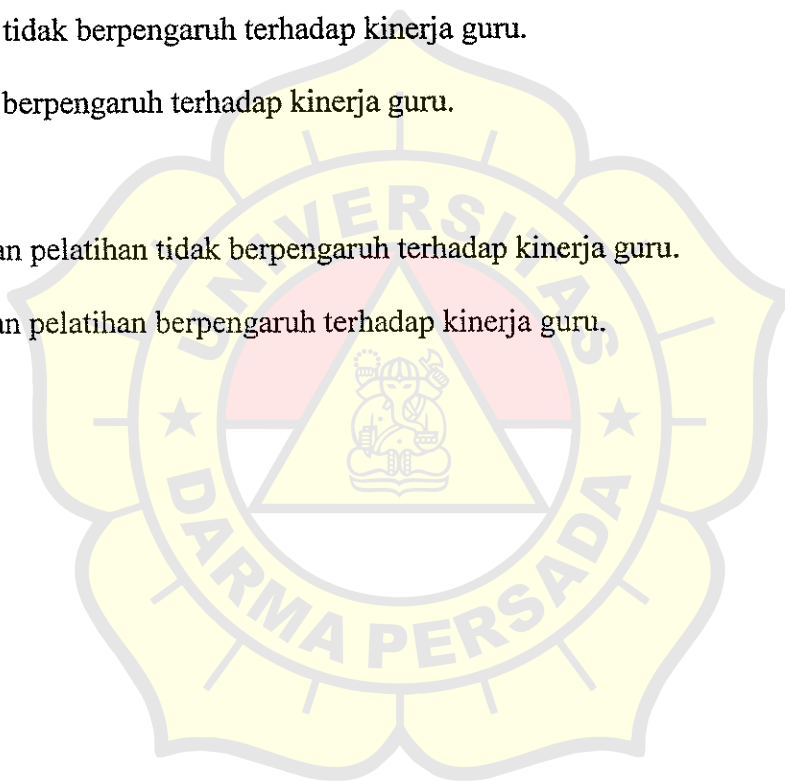 tidak berpengaruh terhadap kinerja guru.
berpengaruh terhadap kinerja guru.
UNIVERSITAS
an pelatihan tidak berpengaruh terhadap kinerja guru.
an pelatihan berpengaruh terhadap kinerja guru.
DARMA PERSADA